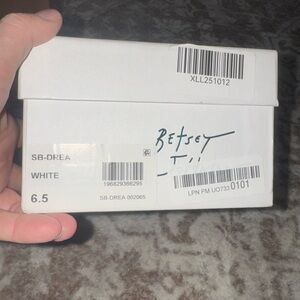 XLL251012
BETSEY
SB-DREA
WHITE
196829366295
6.5
SB-DREA 002065
LPN PM UO733 0101